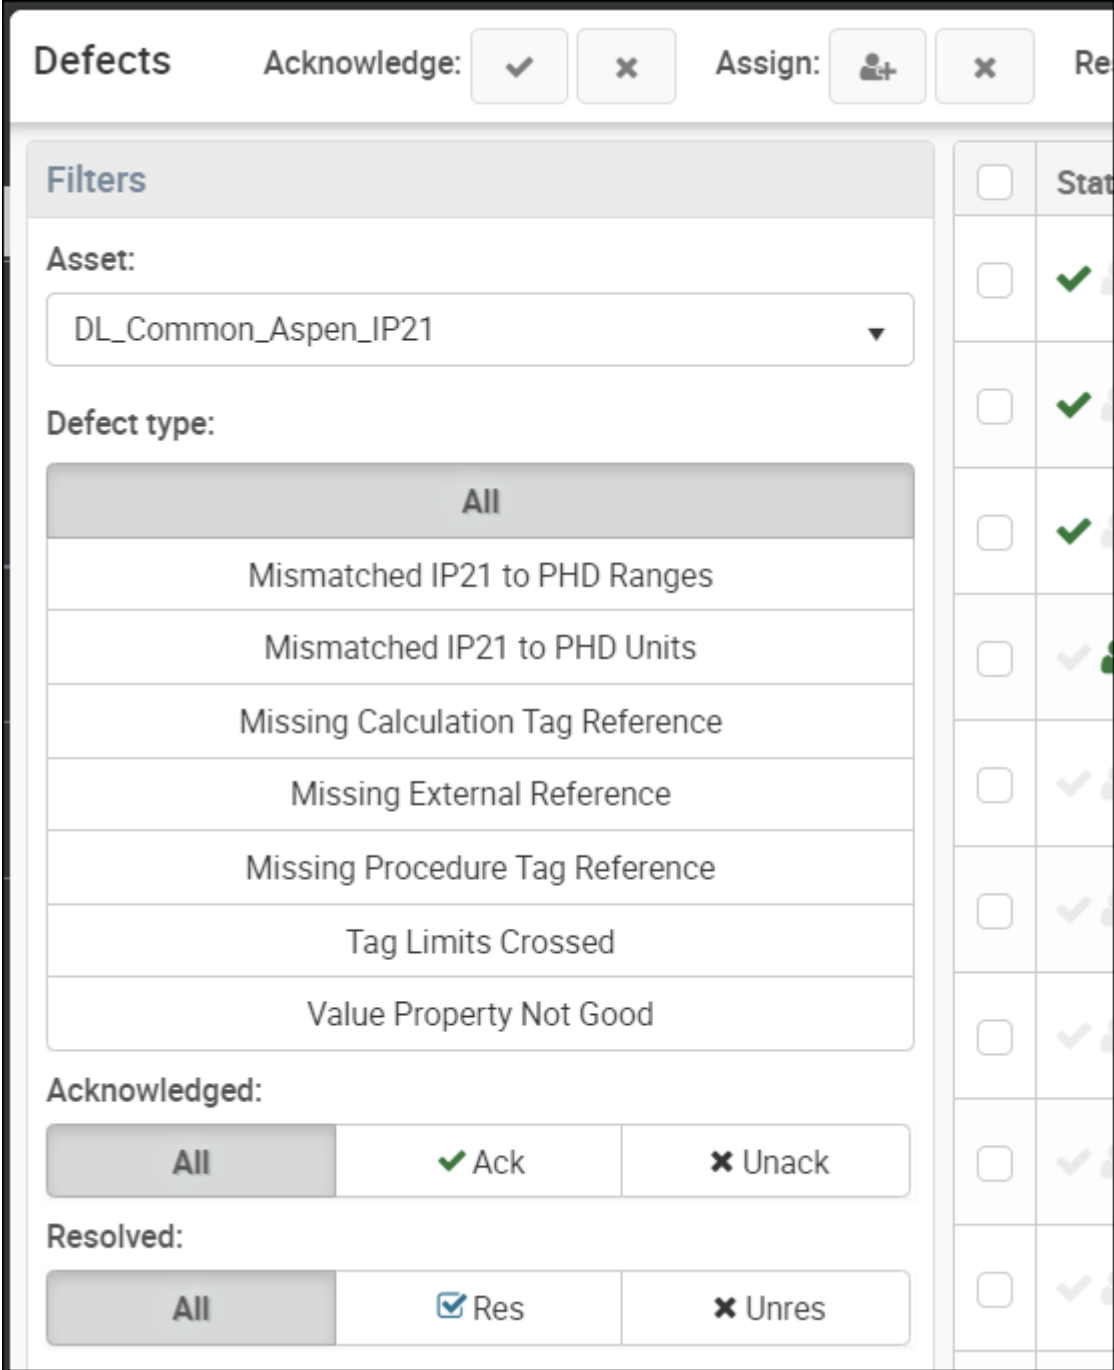 Defects Acknowledge: Assign:
Filters
Asset:
DL_Common_Aspen_IP21
Defect type:
All
Mismatched IP21 to PHD Ranges
Mismatched IP21 to PHD Units
Missing Calculation Tag Reference
Missing External Reference
Missing Procedure Tag Reference
Tag Limits Crossed
Value Property Not Good
Acknowledged:
All Ack Unack
Resolved:
All Res Unres